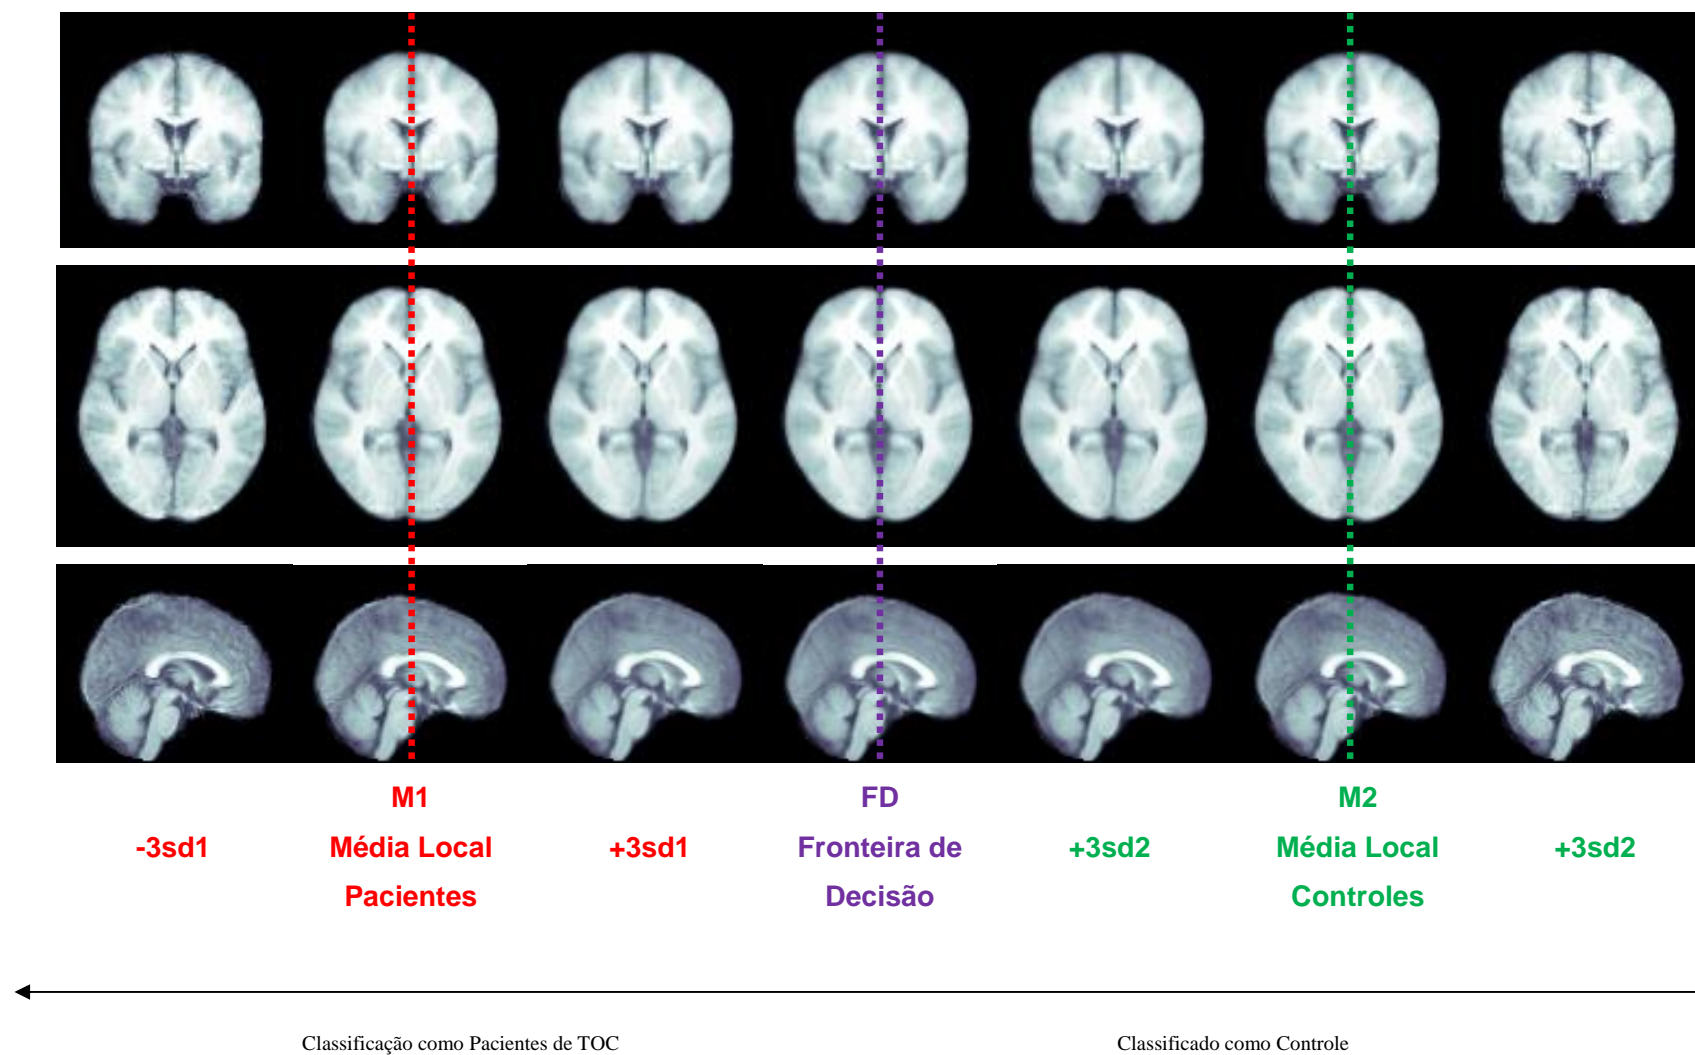 M1
FD
M2
-3sd1
Média Local
+3sd1
Fronteira de
+3sd2
Média Local
+3sd2
Pacientes
Decisão
Controles
Classificação como Pacientes de TOC
Classificado como Controle